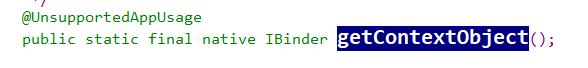 */
@UnsupportedAppUsage
public static final native IBinder getContextObject();